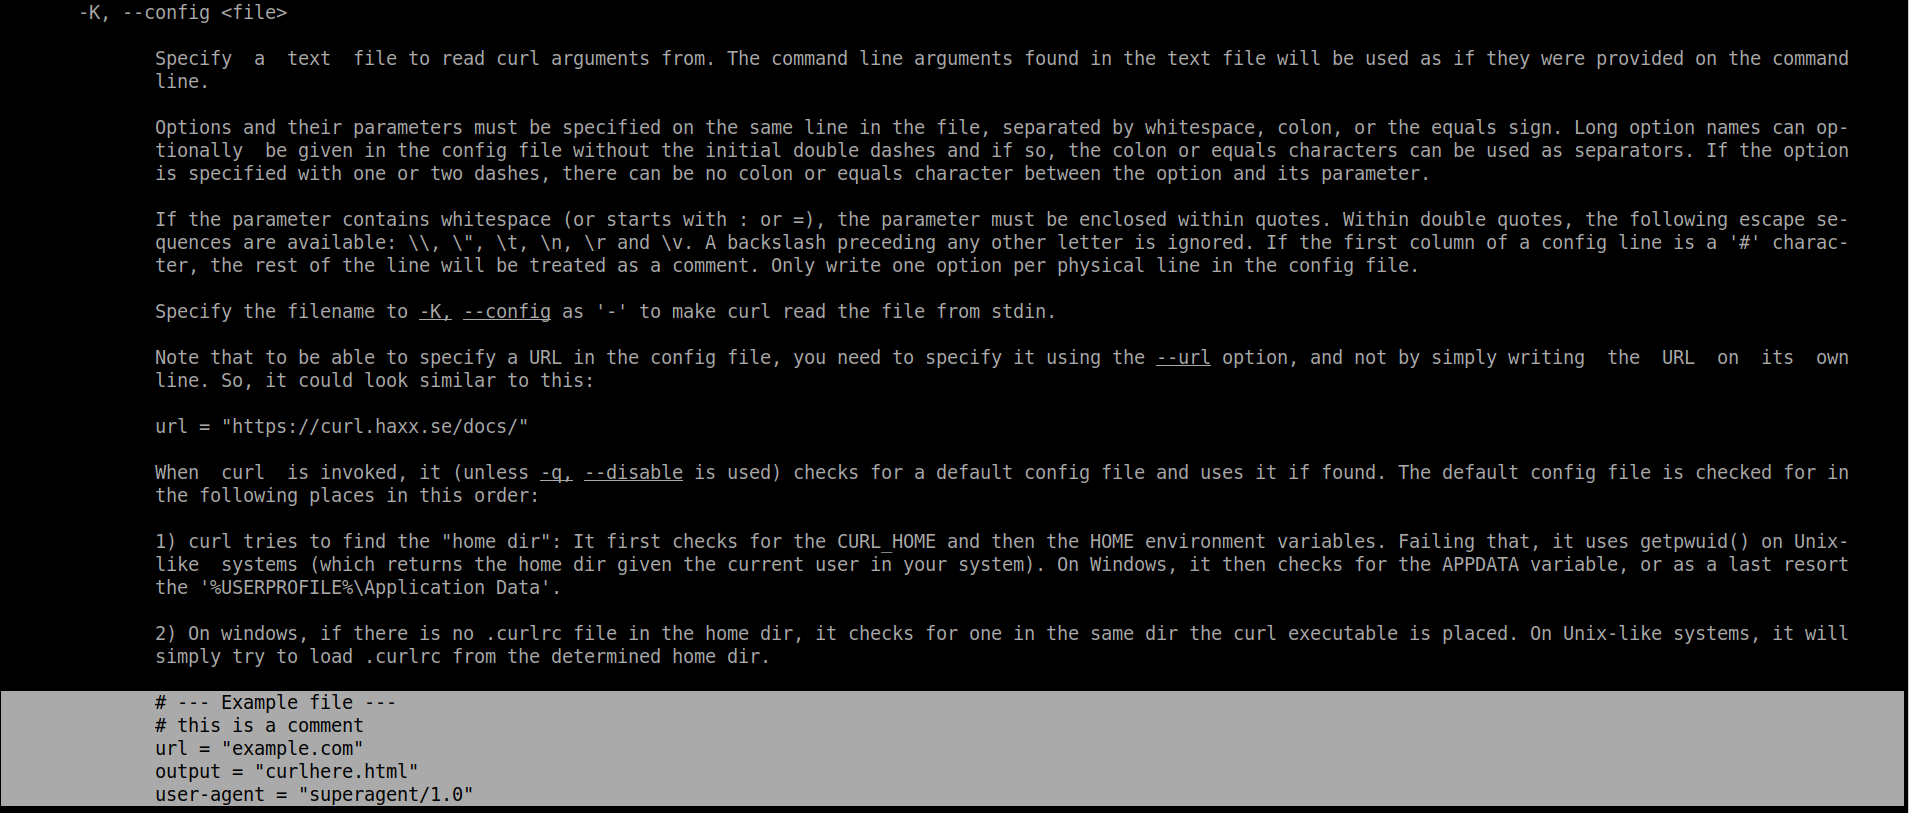 -K, --config <file>
Specify a text file to read curl arguments from. The command line arguments found in the text file will be used as if they were provided on the command
line.
Options and their parameters must be specified on the same line in the file, separated by whitespace, colon, or the equals sign. Long option names can op-
tionally be given in the config file without the initial double dashes and if so, the colon or equals characters can be used as separators. If the option
is specified with one or two dashes, there can be no colon or equals character between the option and its parameter.
If the parameter contains whitespace (or starts with : or =), the parameter must be enclosed within quotes. Within double quotes, the following escape se-
quences are available: \\, \", \t, \n, \r and \v. A backslash preceding any other letter is ignored. If the first column of a config line is a '#' charac-
ter, the rest of the line will be treated as a comment. Only write one option per physical line in the config file.
Specify the filename to -K, --config as '-' to make curl read the file from stdin.
Note that to be able to specify a URL in the config file, you need to specify it using the --url option, and not by simply writing the URL on its own
line. So, it could look similar to this:
url = "https://curl.haxx.se/docs/"
When curl is invoked, it (unless -q, --disable is used) checks for a default config file and uses it if found. The default config file is checked for in
the following places in this order:
1) curl tries to find the "home dir": It first checks for the CURL_HOME and then the HOME environment variables. Failing that, it uses getpwuid() on Unix-
like systems (which returns the home dir given the current user in your system). On Windows, it then checks for the APPDATA variable, or as a last resort
the '%USERPROFILE%\Application Data'.
2) On windows, if there is no .curlrc file in the home dir, it checks for one in the same dir the curl executable is placed. On Unix-like systems, it will
simply try to load .curlrc from the determined home dir.
# --- Example file ---
# this is a comment
url = "example.com"
output = "curlhere.html"
user-agent = "superagent/1.0"